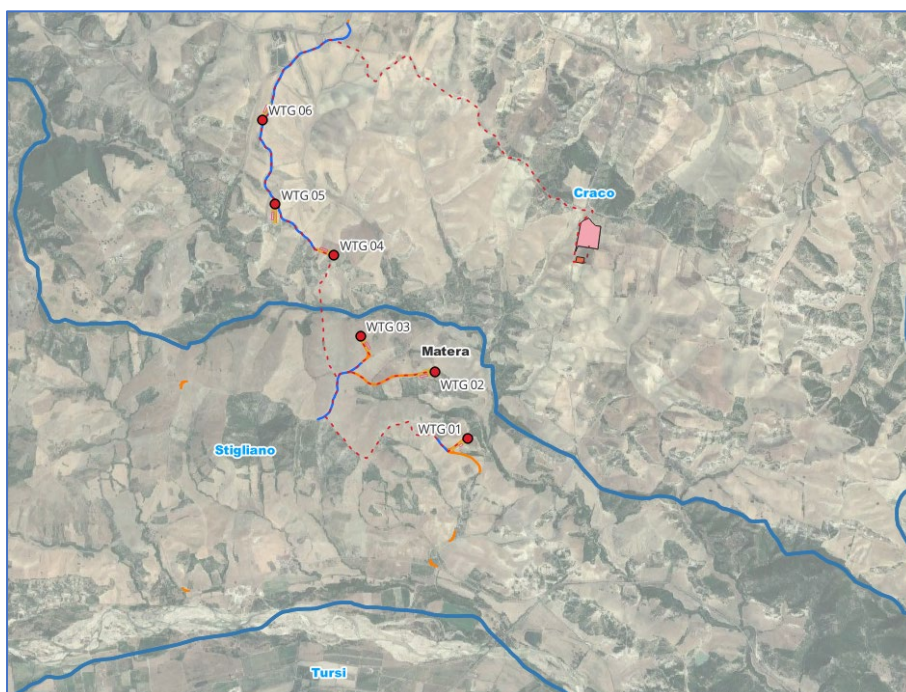 WTG 06
Craco
WTG 05
WTG 04
WTG 03
Matera
WTG 02
WTG 01
Stigliano
Tursi